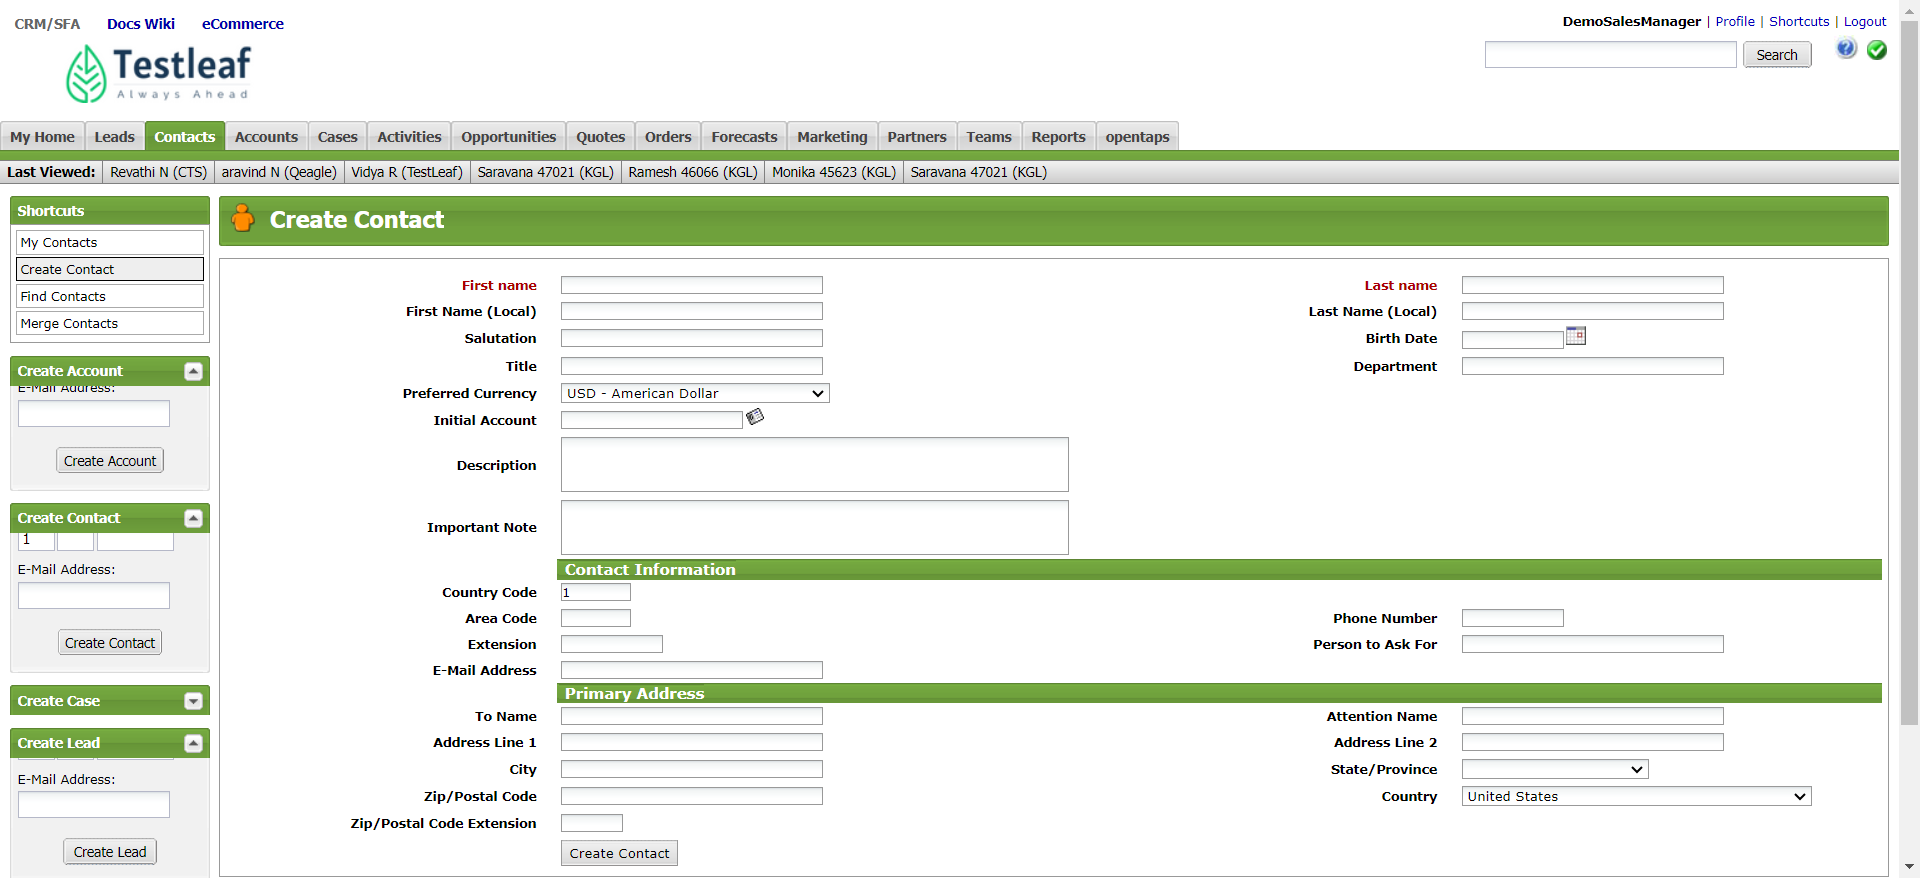 CRM/SFA Docs Wiki eCommerce
DemoSalesManager | Profile | Shortcuts | Logout
Testleaf
Always Ahead
Search
My Home Leads Contacts Accounts Cases Activities Opportunities Quotes Orders Forecasts Marketing Partners Teams Reports opentaps
Last Viewed: Revathi N (CTS) aravind N (Qeagle) Vidya R (TestLeaf) Saravana 47021 (KGL) Ramesh 46066 (KGL) Monika 45623 (KGL) Saravana 47021 (KGL)
Shortcuts
My Contacts
Create Contact
Find Contacts
Merge Contacts
Create Account
E-Mail Address:
Create Account
Create Contact
1
E-Mail Address:
Create Contact
Create Case
Create Lead
E-Mail Address:
Create Lead
Create Contact
First name Last name
First Name (Local) Last Name (Local)
Salutation Birth Date
Title Department
Preferred Currency USD - American Dollar
Initial Account
Description
Important Note
Contact Information
Country Code 1
Area Code Phone Number
Extension Person to Ask For
E-Mail Address
Primary Address
To Name Attention Name
Address Line 1 Address Line 2
City State/Province
Zip/Postal Code Country United States
Zip/Postal Code Extension
Create Contact